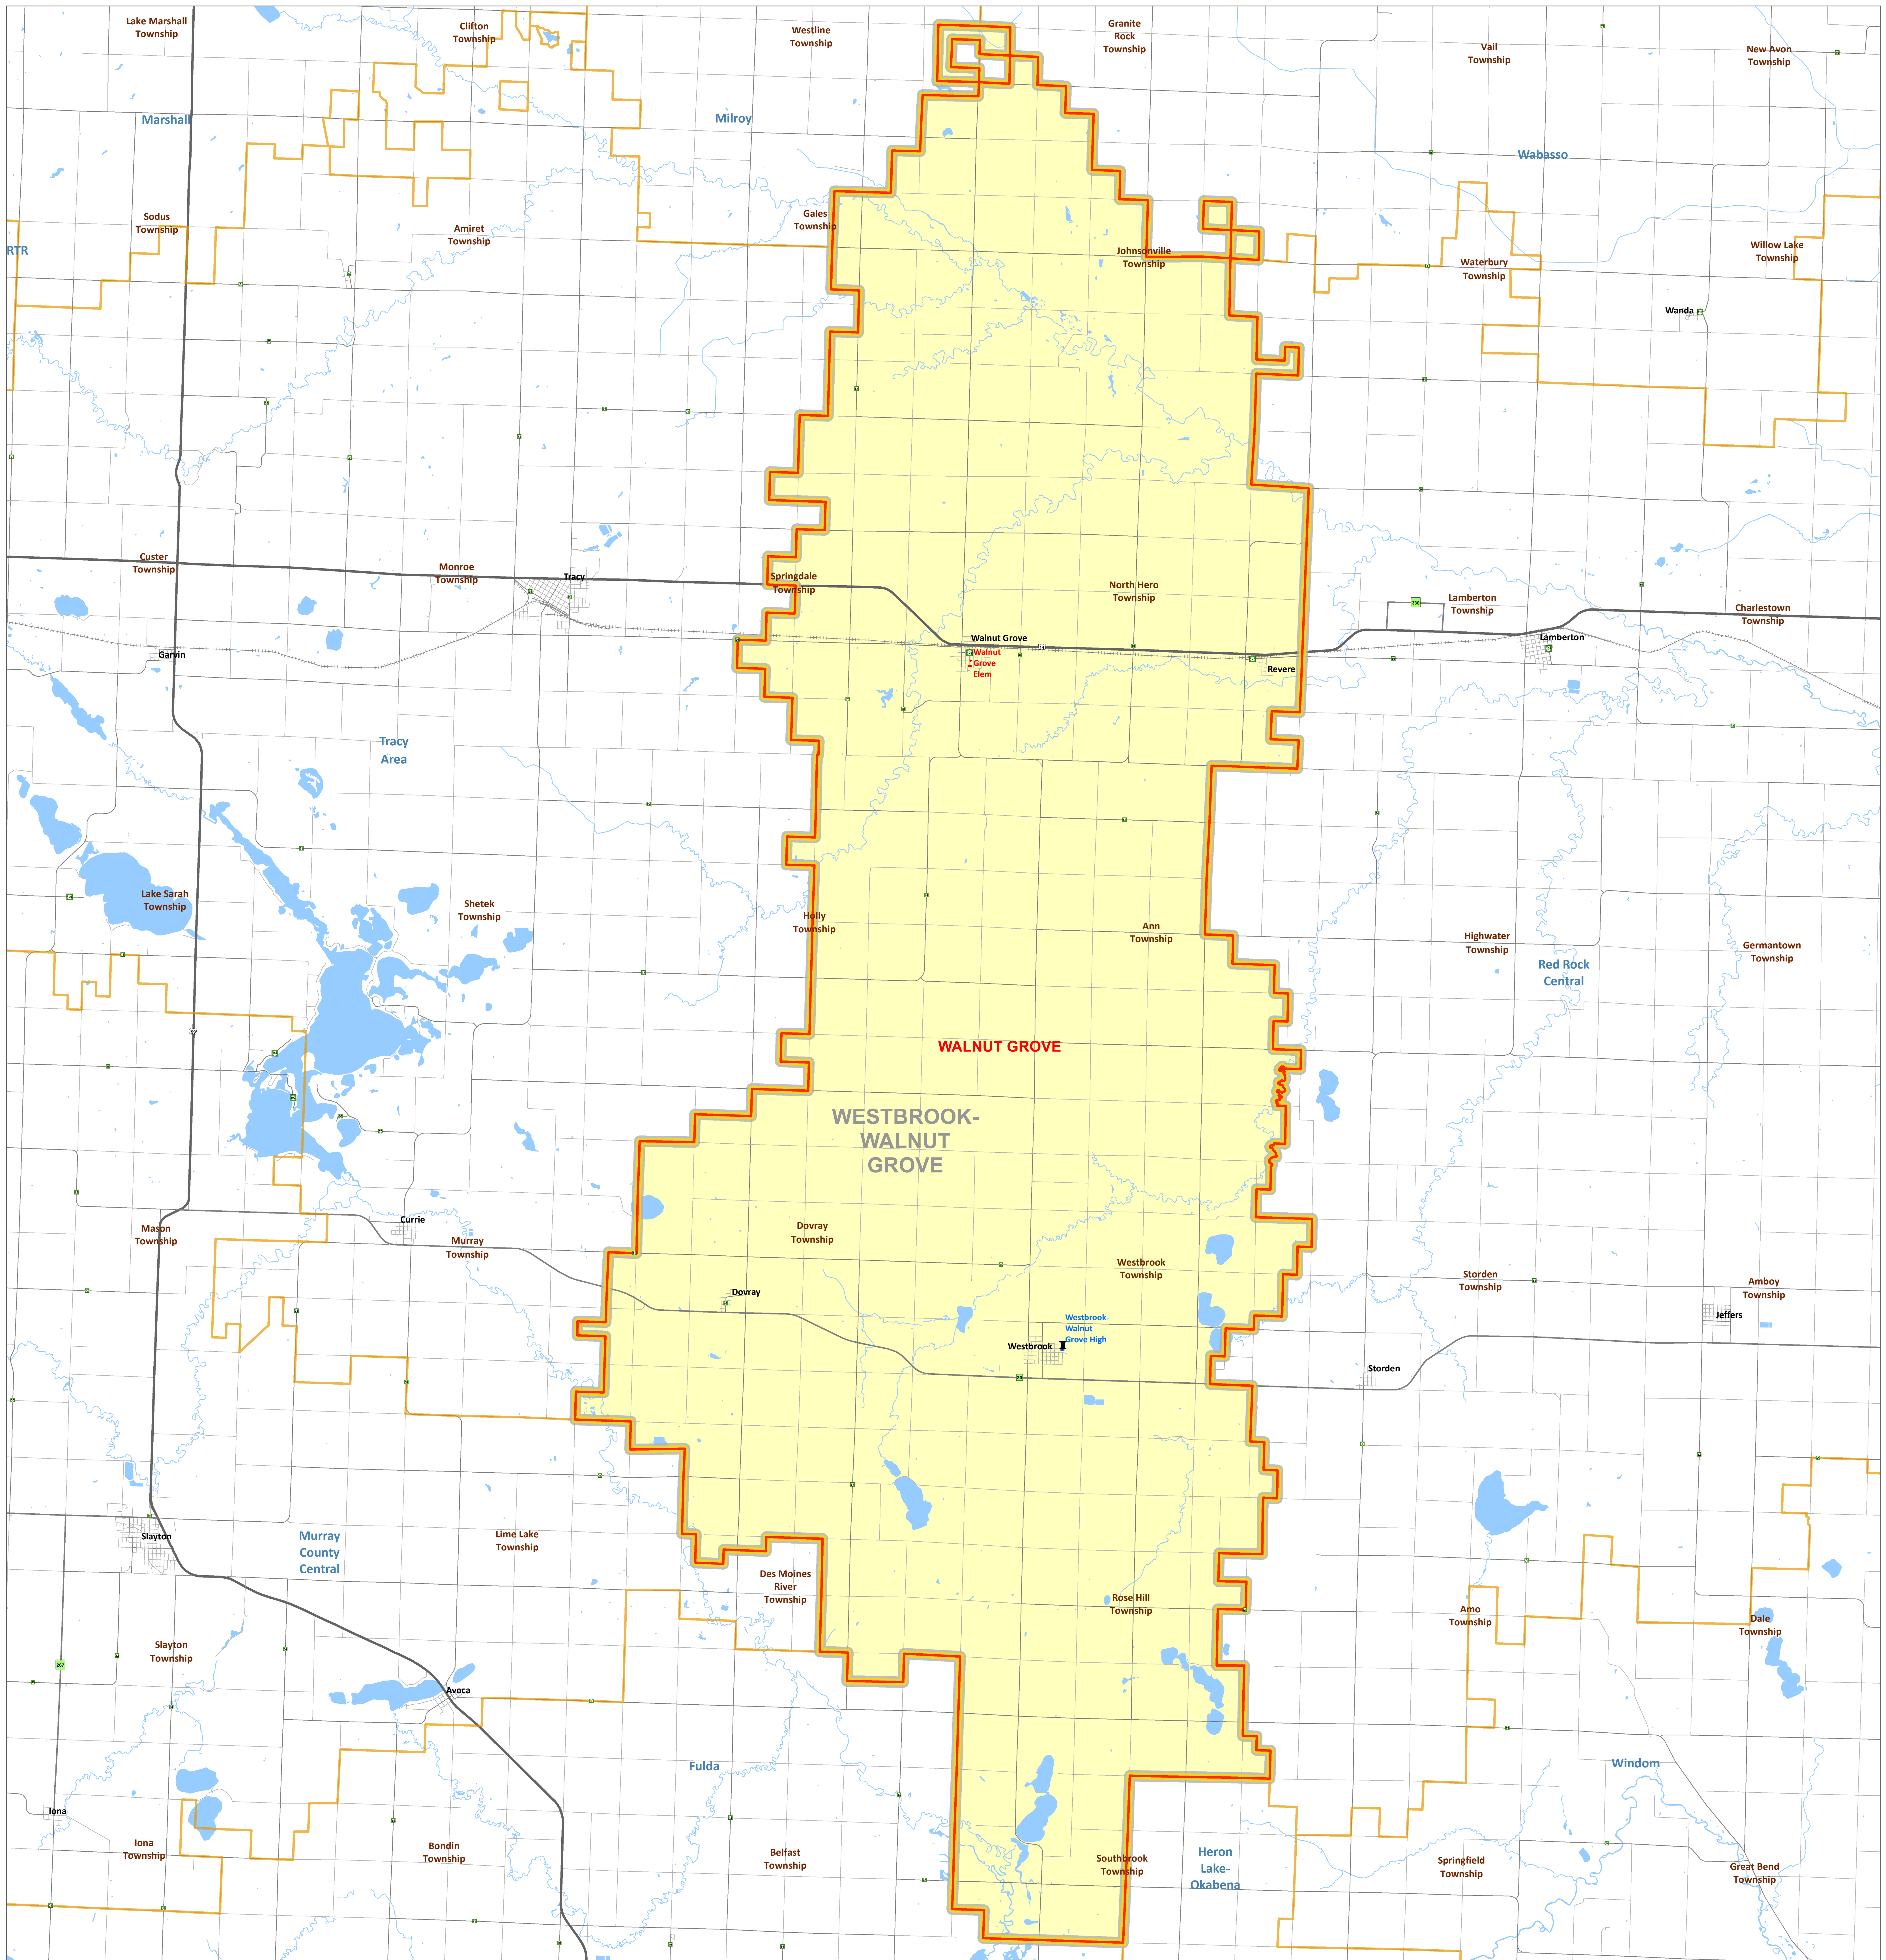 Lake Marshall
Township
Clifton
Township
Westline
Township
Granite
Rock
Township
Vail
Township
New Avon
Township
Marshall
Milroy
Wabasso
Sodus
Township
Amiret
Township
Gales
Township
Johnsonville
Township
Waterbury
Township
Willow Lake
Township
RTR
Wanda
Custer
Township
Monroe
Township
Tracy
Springdale
Township
North Hero
Township
Lamberton
Township
Charlestown
Township
Garvin
Walnut Grove
Walnut
Grove
Elem
Revere
Lamberton
Tracy
Area
Lake Sarah
Township
Shetek
Township
Holly
Township
Ann
Township
Highwater
Township
Germantown
Township
Red Rock
Central
WALNUT GROVE
WESTBROOK-
WALNUT
GROVE
Mason
Township
Currie
Murray
Township
Dovray
Township
Westbrook
Township
Storden
Township
Amboy
Township
Dovray
Westbrook-
Walnut
Grove High
Westbrook
Jeffers
Storden
Slayton
Murray
County
Central
Lime Lake
Township
Des Moines
River
Township
Rose Hill
Township
Amo
Township
Dale
Township
Slayton
Township
267
Avoca
Fulda
Windom
Iona
Iona
Township
Bondin
Township
Belfast
Township
Southbrook
Township
Heron
Lake-
Okabena
Springfield
Township
Great Bend
Township